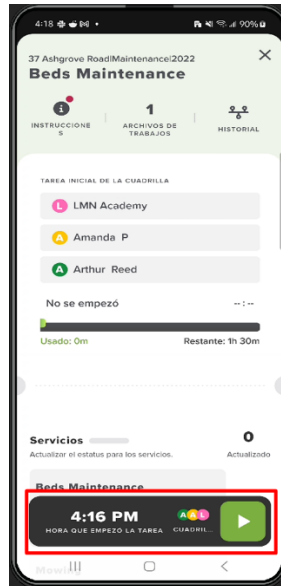 4:18
90%
37 Ashgrove Road|Maintenance|2022
Beds Maintenance
INSTRUCCIONE
S
1
ARCHIVOS DE
TRABAJOS
HISTORIAL
TAREA INICIAL DE LA CUADRILLA
L LMN Academy
A Amanda P
A Arthur Reed
No se empezó --:--
Usado: 0m Restante: 1h 30m
Servicios 0
Actualizar el estatus para los servicios. Actualizado
Beds Maintenance
4:16 PM A A L
HORA QUE EMPEZÓ LA TAREA CUADRIL...
Mowing